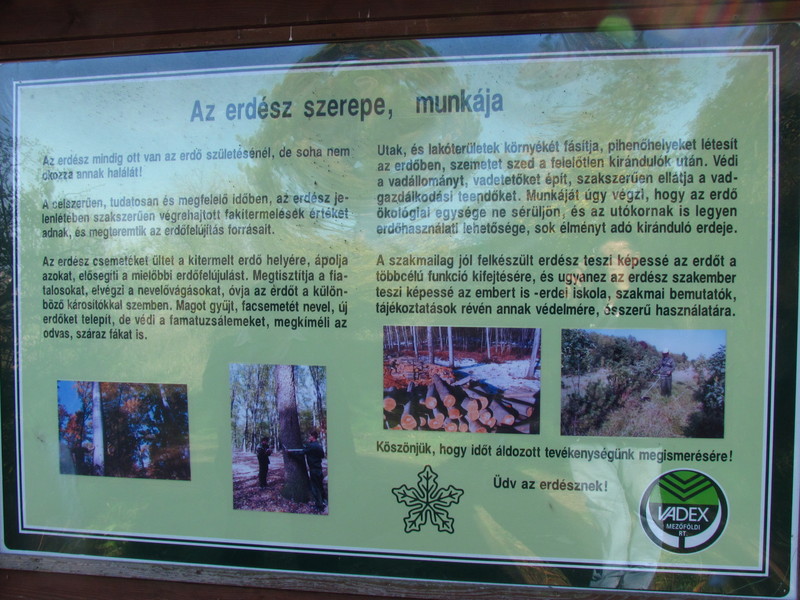 Az erdész szerepe, munkája
Az erdész mindig ott van az erdő születésénél, de soha nem
okozta annak halálát!
A célszerűen, tudatosan és megfelelő időben, az erdész je-
lenlétében szakszerűen végrehajtott fakitermelések értéket
adnak, és megteremtik az erdőfelújítás forrásait.
Az erdész csemetéket ültet a kitermelt erdő helyére, ápolja
azokat, elősegíti a mielőbbi erdőfelújulást. Megtisztítja a fia-
talosokat, elvégzi a nevelővágásokat, óvja az erdőt a külön-
böző károsítókkal szemben. Magot gyűjt, facsemetét nevel, új
erdőket telepít, de védi a famatuzsálemeket, megkíméli az
odvas, száraz fákat is.
Utak, és lakóterületek környékét fásítja, pihenőhelyeket létesít
az erdőben, szemetet szed a felelőtlen kirándulók után. Védi
a vadállományt, vadetetőket épít, szakszerűen ellátja a vad-
gazdálkodási teendőket. Munkáját úgy végzi, hogy az erdő
ökológiai egysége ne sérüljön, és az utókornak is legyen
erdőhasználati lehetősége, sok élményt adó kiránduló erdeje.
A szakmailag jól felkészült erdész teszi képessé az erdőt a
többcélú funkció kifejtésére, és ugyanez az erdész szakember
teszi képessé az embert is -erdei iskola, szakmai bemutatók,
tájékoztatások révén annak védelmére, ésszerű használatára.
Köszönjük, hogy időt áldozott tevékenységünk megismerésére!
Üdv az erdésznek!
VADEX
MEZŐFÖLDI
RT